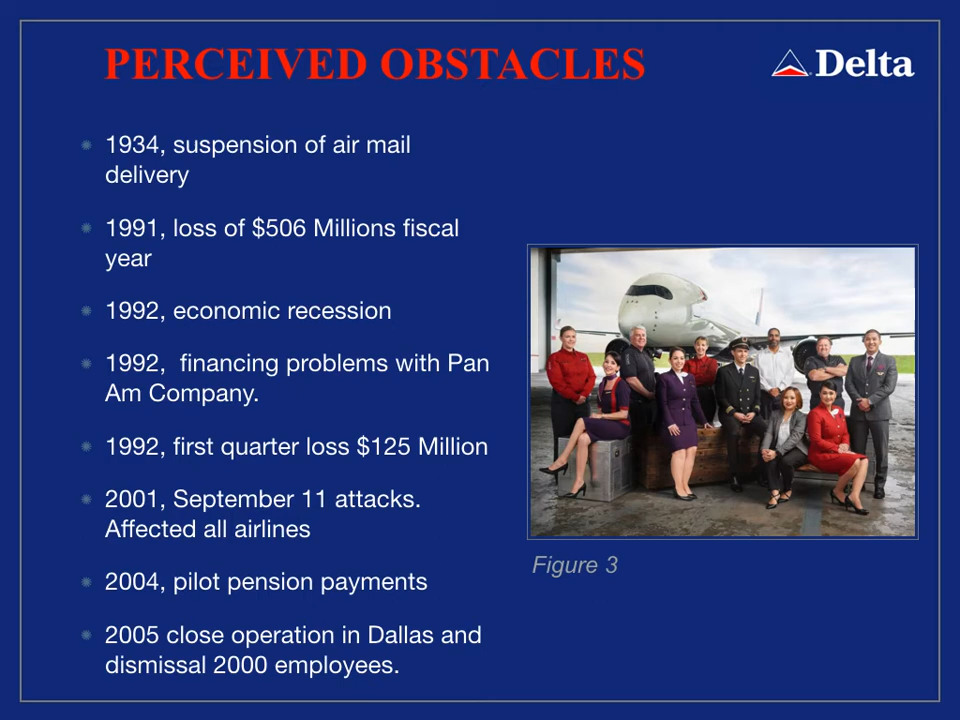 PERCEIVED OBSTACLES
Delta
1934, suspension of air mail
delivery
1991, loss of $506 Millions fiscal
year
1992, economic recession
1992,  financing problems with Pan
Am Company.
1992, first quarter loss $125 Million
2001, September 11 attacks.
Affected all airlines
2004, pilot pension payments
2005 close operation in Dallas and
dismissal 2000 employees.
Figure 3